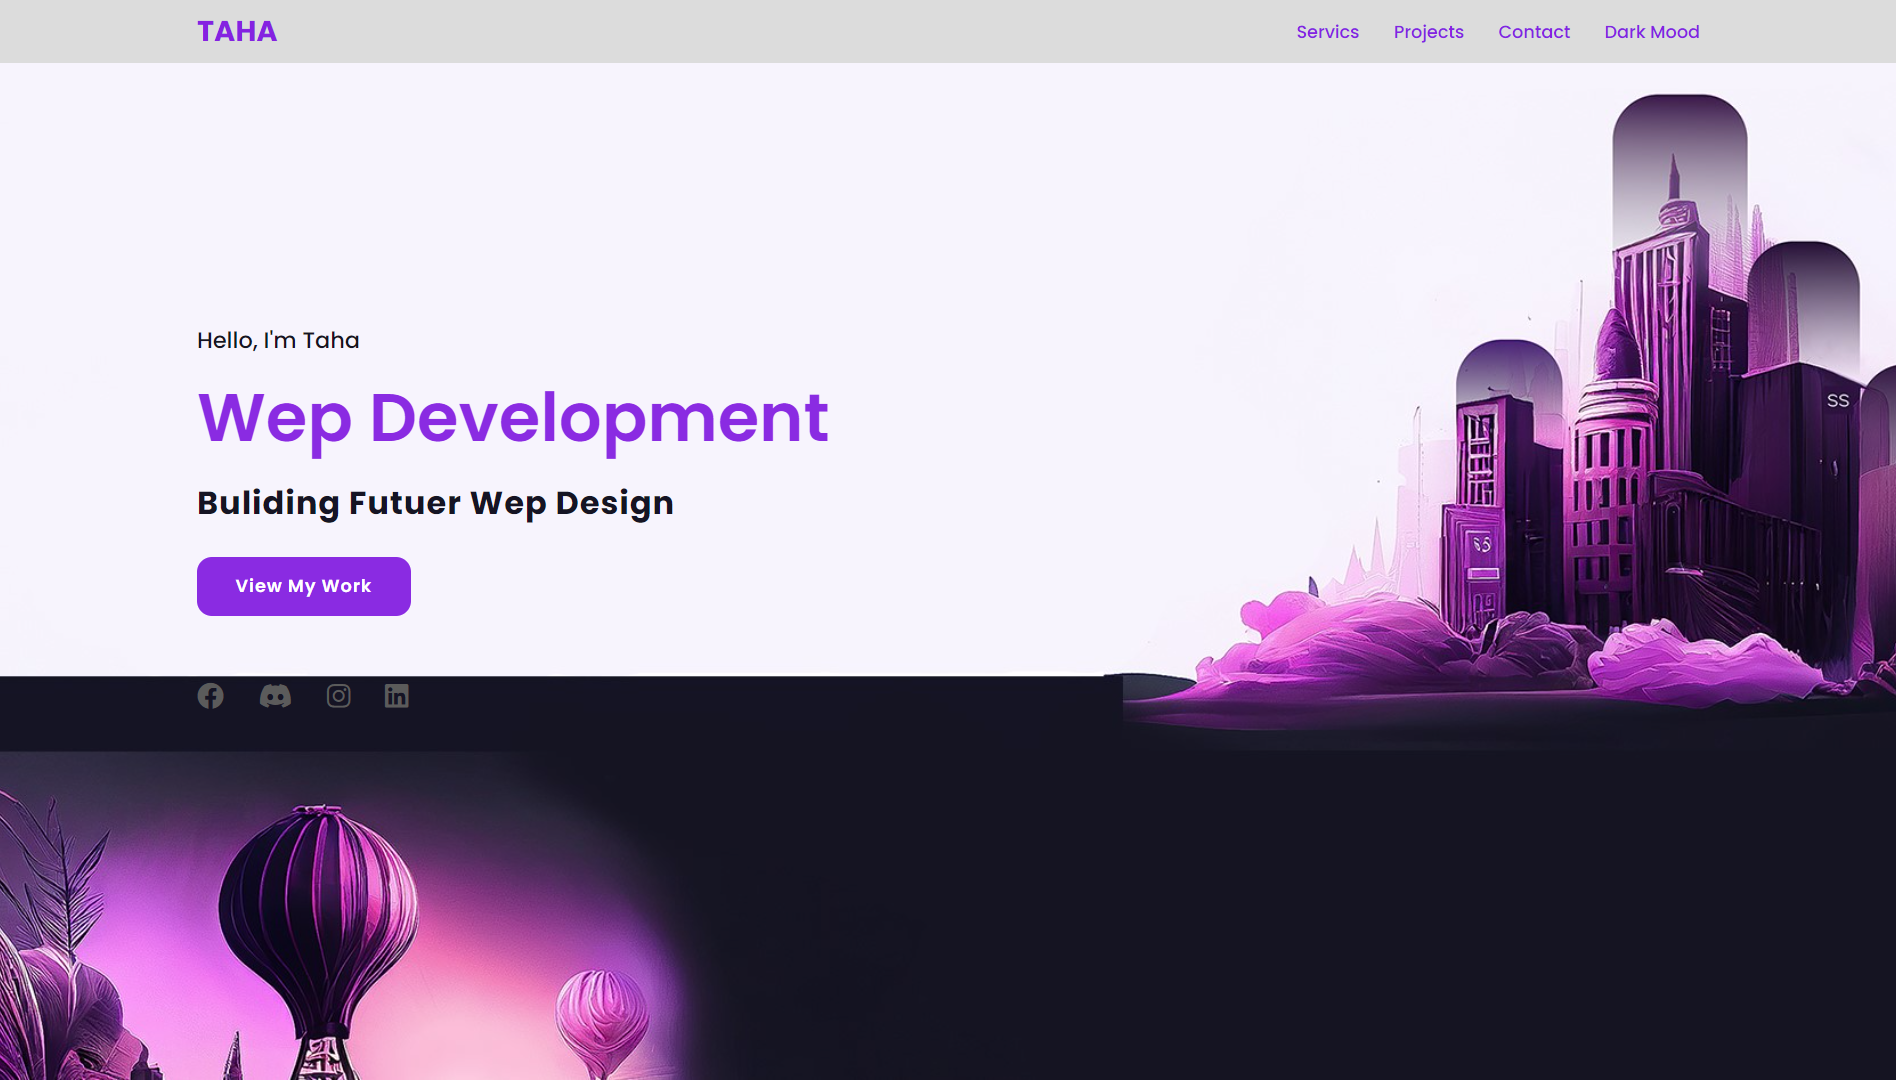 TAHA
Servics Projects Contact Dark Mood
Hello, I'm Taha
Wep Development
SS
Buliding Futuer Wep Design
View My Work